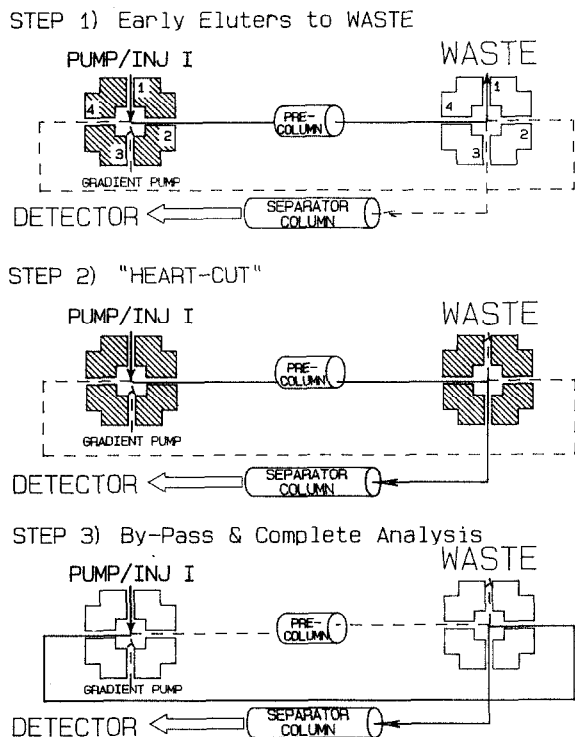 STEP 1) Early Eluters to WASTE
PUMP/INJ I
WASTE
1
4
2
3
PRE-
COLUMN
1
4
2
3
GRADIENT PUMP
DETECTOR
SEPARATOR
COLUMN
STEP 2) "HEART-CUT"
PUMP/INJ I
WASTE
PRE-
COLUMN
GRADIENT PUMP
DETECTOR
SEPARATOR
COLUMN
STEP 3) By-Pass & Complete Analysis
PUMP/INJ I
WASTE
PRE-
COLUMN
GRADIENT PUMP
DETECTOR
SEPARATOR
COLUMN